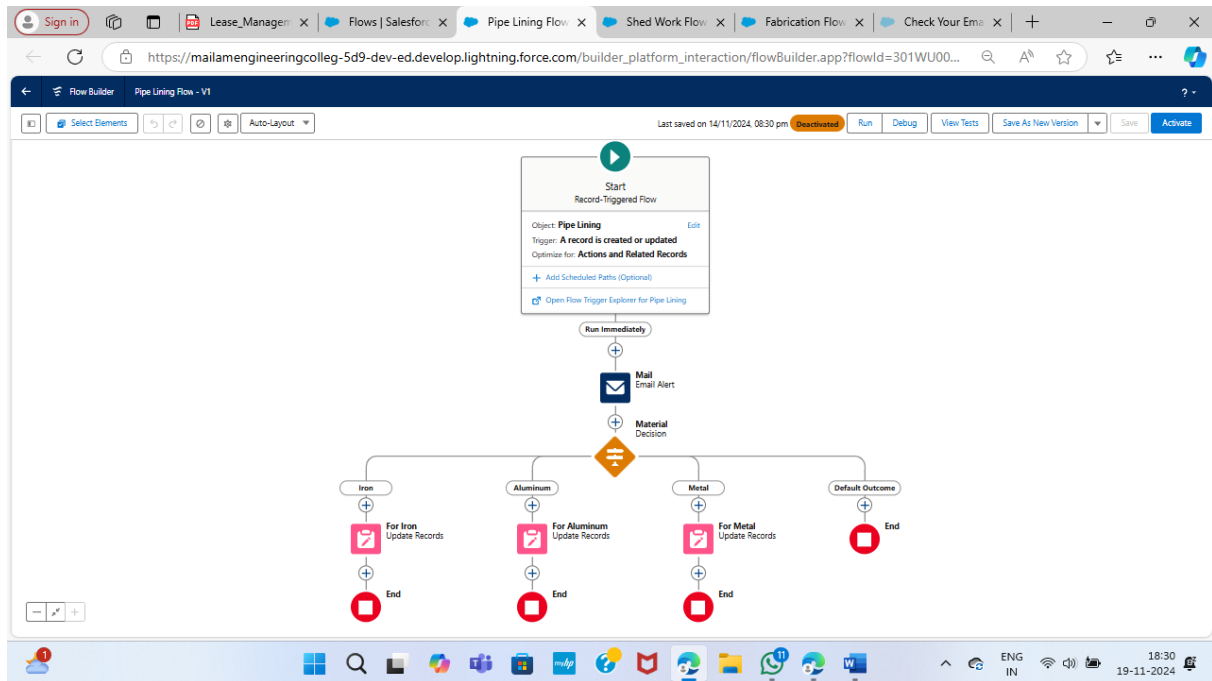 Sign in
Lease_Managem
Flows | Salesforc
Pipe Lining Flow
Shed Work Flow
Fabrication Flow
Check Your Ema
https://mailamengineeringcolleg-5d9-dev-ed.develop.lightning.force.com/builder_platform_interaction/flowBuilder.app?flowId=301WU00...
Flow Builder
Pipe Lining Flow - V1
?
Select Elements
Auto-Layout
Last saved on 14/11/2024, 08:30 pm
Deactivated
Run
Debug
View Tests
Save As New Version
Save
Activate
Start
Record-Triggered Flow
Object: Pipe Lining
Edit
Trigger: A record is created or updated
Optimize for: Actions and Related Records
+ Add Scheduled Paths (Optional)
Open Flow Trigger Explorer for Pipe Lining
Run Immediately
Mail
Email Alert
Material
Decision
Iron
Aluminum
Metal
Default Outcome
For Iron
Update Records
For Aluminum
Update Records
For Metal
Update Records
End
End
End
End
1
11
ENG
IN
18:30
19-11-2024